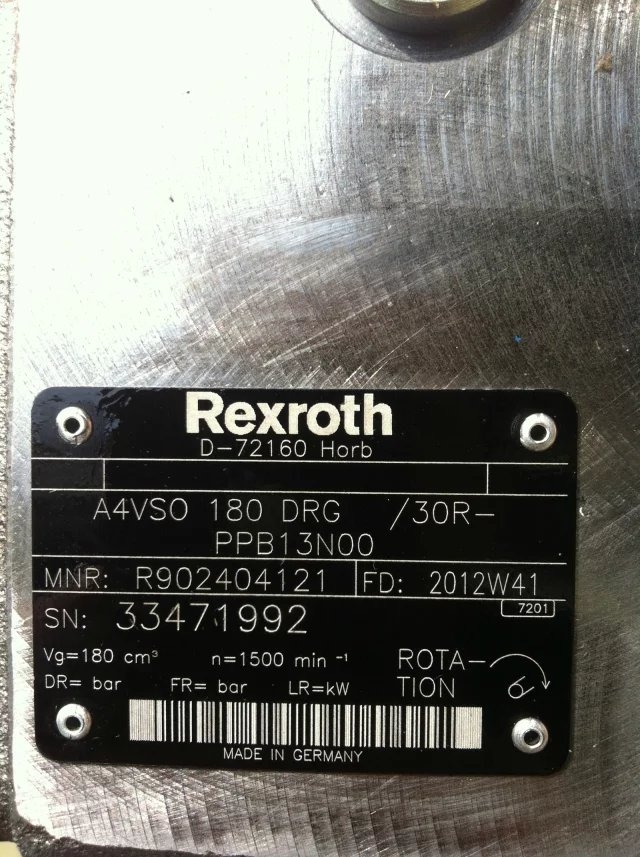 Rexroth
D-72160 Horb
A4VSO 180 DRG /30R-
PPB13N00
MNR: R902404121 FD: 2012W41
SN: 33471992 7201
Vg=180 cm³ n=1500 min⁻¹ ROTA-
DR= bar FR= bar LR=kW TION
MADE IN GERMANY